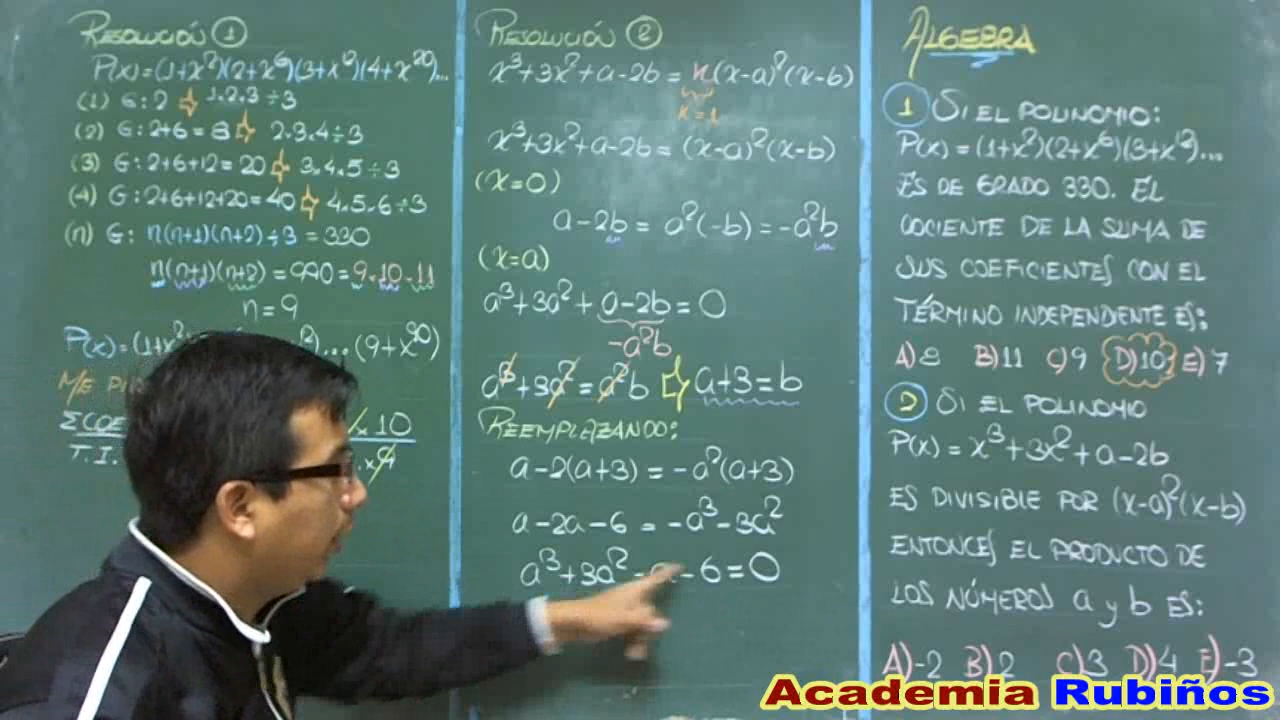 RESOLUCIÓN 1
P(x)=(1+x²)(2+x⁶)(3+x¹²)(4+x²⁰)...
(1) G: 2 ⇨ 1.2.3÷3
(2) G: 2+6=8 ⇨ 2.3.4÷3
(3) G: 2+6+12=20 ⇨ 3.4.5÷3
(4) G: 2+6+12+20=40 ⇨ 4.5.6÷3
(n) G: n(n+1)(n+2)÷3=330
n(n+1)(n+2)=990=9.10.11
n=9
P(x)=(1+x²)...(9+x⁹⁰)
ΣCOE
10
T.I.
RESOLUCIÓN 2
x³+3x²+a-2b=κ(x-a)²(x-b)
κ=1
x³+3x²+a-2b=(x-a)²(x-b)
(x=0)
a-2b=a²(-b)=-a²b
(x=a)
a³+3a²+a-2b=0
-a²b
a³+3a²=a²b ⇨ a+3=b
REEMPLAZANDO:
a-2(a+3)=-a²(a+3)
a-2a-6=-a³-3a²
a³+3a²-a-6=0
ÁLGEBRA
1 SI EL POLINOMIO:
P(x)=(1+x²)(2+x⁶)(3+x¹²)...
ES DE GRADO 330. EL
COCIENTE DE LA SUMA DE
SUS COEFICIENTES CON EL
TÉRMINO INDEPENDIENTE ES:
A)8 B)11 C)9 D)10 E)7
2 SI EL POLINOMIO
P(x)=x³+3x²+a-2b
ES DIVISIBLE POR (x-a)²(x-b)
ENTONCES EL PRODUCTO DE
LOS NÚMEROS a y b ES:
A)-2 B)2 C)3 D)4 E)-3
Academia Rubiños